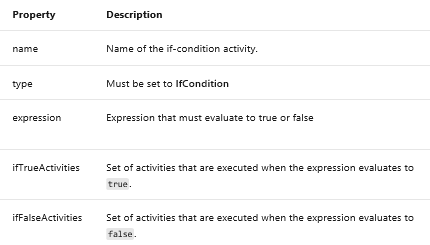 Property Description
name Name of the if-condition activity.
type Must be set to IfCondition
expression Expression that must evaluate to true or false
ifTrueActivities Set of activities that are executed when the expression evaluates to
true.
ifFalseActivities Set of activities that are executed when the expression evaluates to
false.